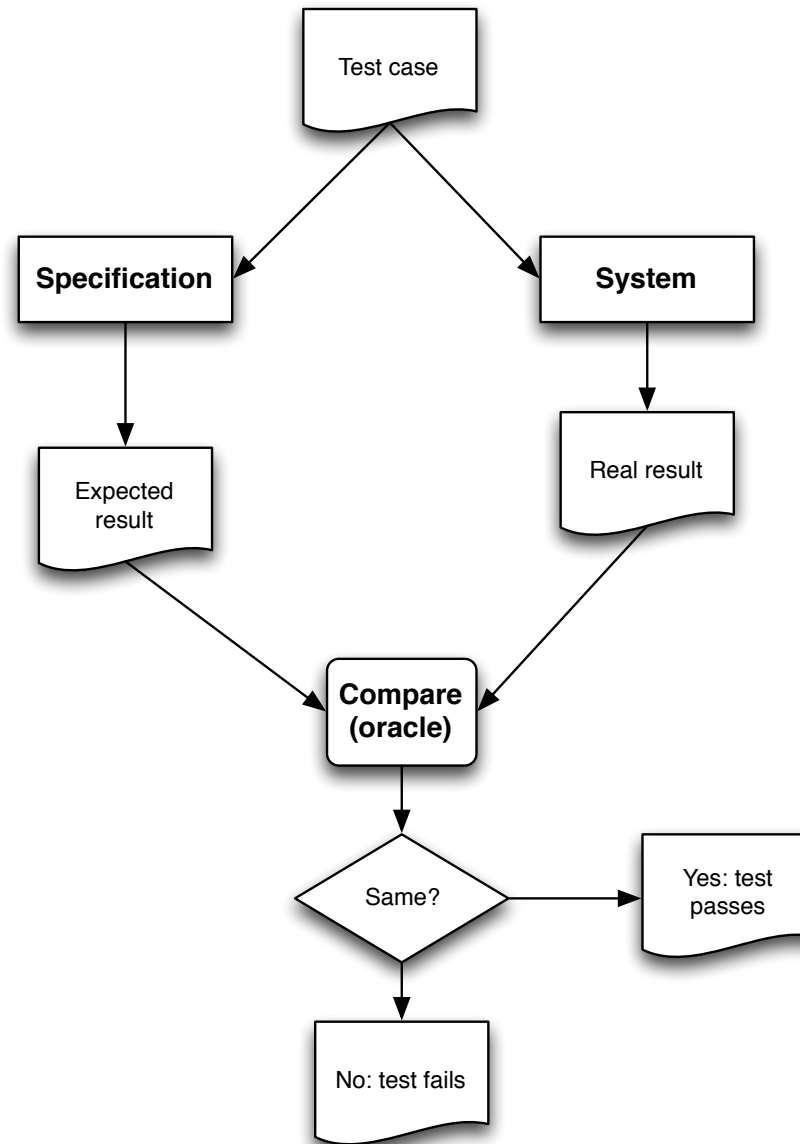 Test case
Specification
System
Expected
result
Real result
Compare
(oracle)
Same?
Yes: test
passes
No: test fails